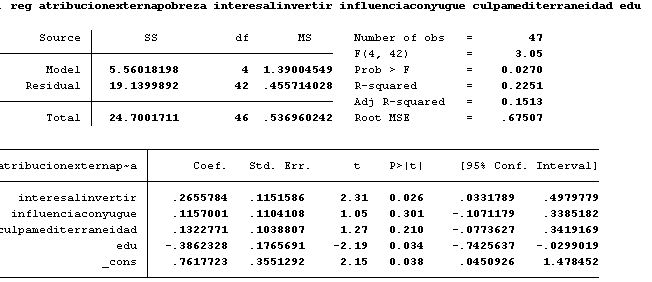 . reg atribucionexternapobreza interesalinvertir influenciaconyugue culpamediterraneidad edu
Source SS df MS Number of obs = 47
F(4, 42) = 3.05
Model 5.56018198 4 1.39004549 Prob > F = 0.0270
Residual 19.1399892 42 .455714028 R-squared = 0.2251
Adj R-squared = 0.1513
Total 24.7001711 46 .536960242 Root MSE = .67507
atribucionexternap~a Coef. Std. Err. t P>|t| [95% Conf. Interval]
interesalinvertir .2655784 .1151586 2.31 0.026 .0331789 .4979779
influenciaconyugue .1157001 .1104108 1.05 0.301 -.1071179 .3385182
culpamediterraneidad .1322771 .1038807 1.27 0.210 -.0773627 .3419169
edu -.3862328 .1765691 -2.19 0.034 -.7425637 -.0299019
_cons .7617723 .3551292 2.15 0.038 .0450926 1.478452